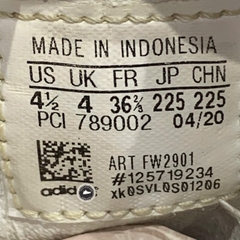 MADE IN INDONESIA
US UK FR JP CHN
4½ 4 36⅔ 225 225
PCI 789002 04/20
ART FW2901
#125719234
adidas xk0SVL0S01206